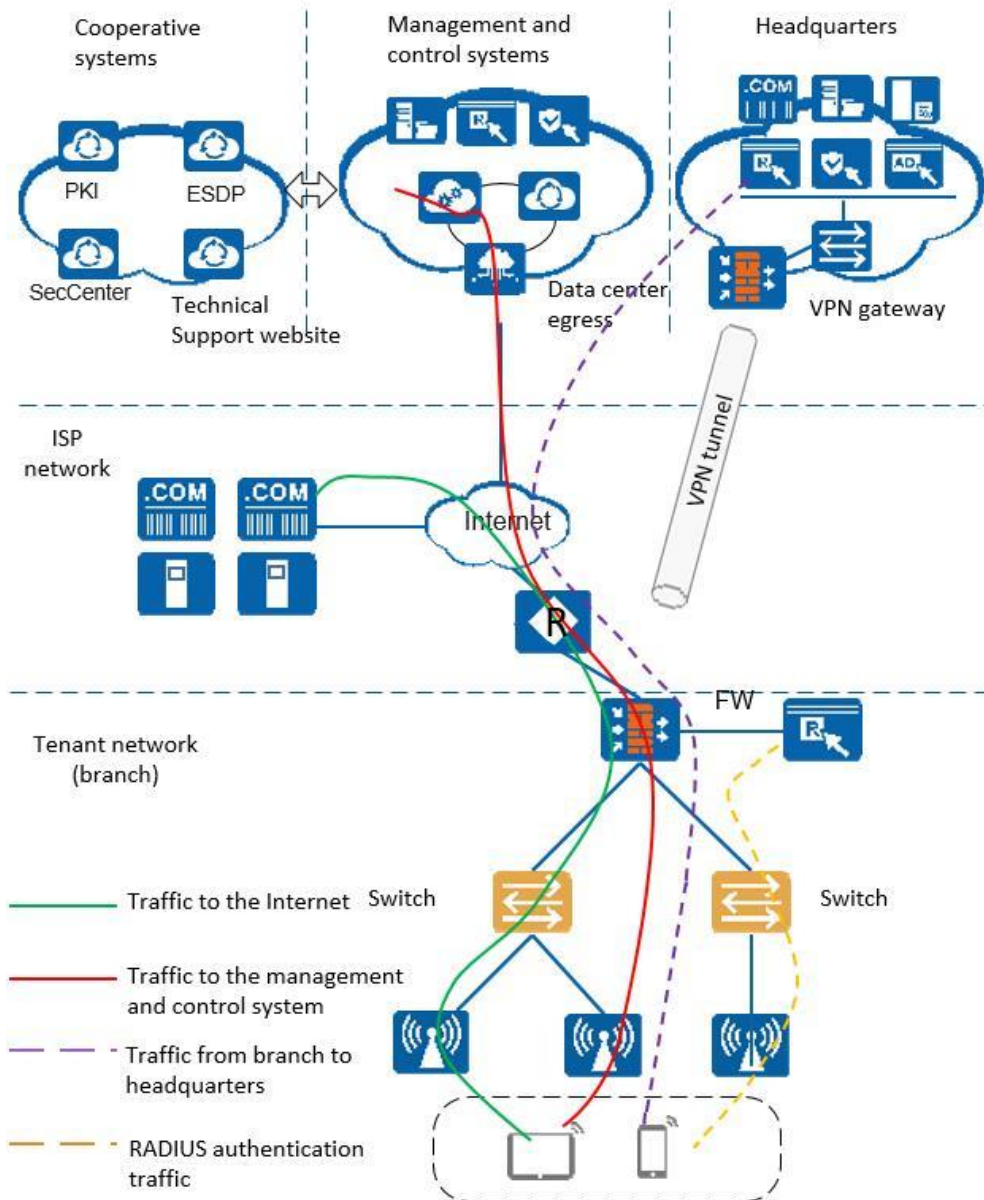 Cooperative
systems
Management and
control systems
Headquarters
.COM
R
R
AD
PKI
ESDP
SecCenter
Technical
Support website
Data center
egress
VPN gateway
VPN tunnel
ISP
network
.COM
.COM
Internet
R
Tenant network
(branch)
FW
R
Traffic to the Internet
Switch
Switch
Traffic to the management
and control system
Traffic from branch to
headquarters
RADIUS authentication
traffic